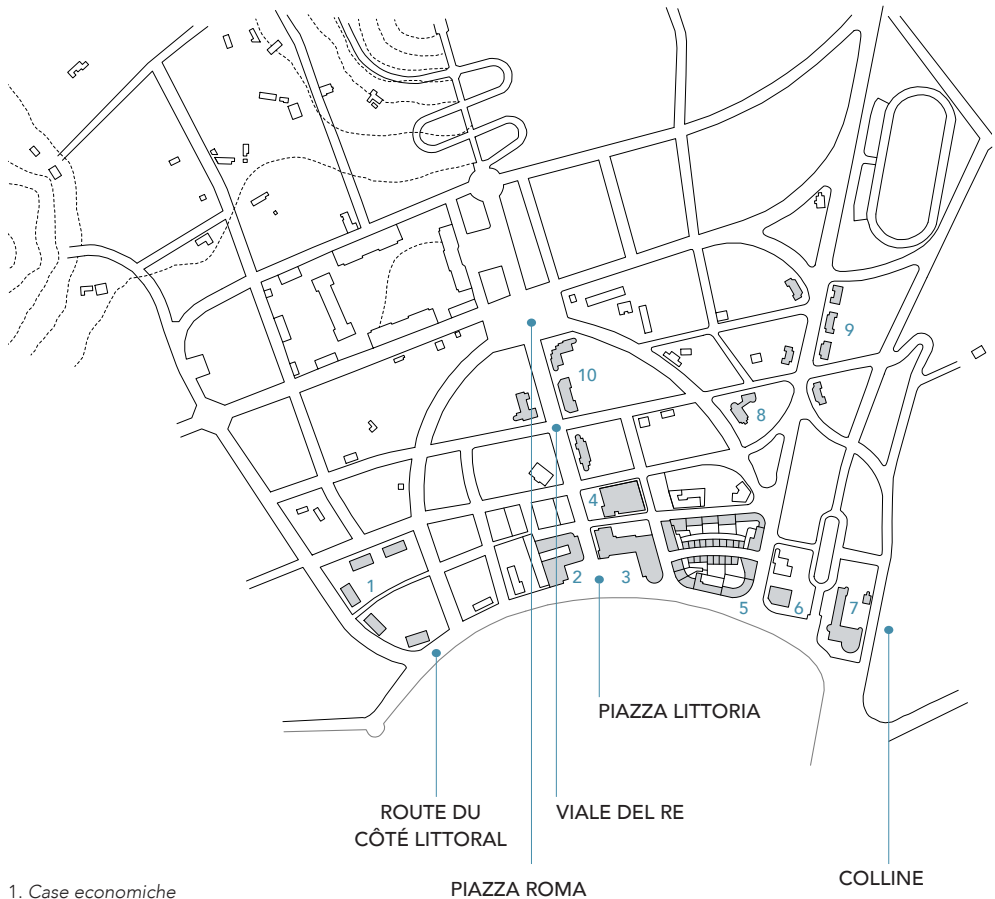 9
10
8
4
1
2
3
5
6
7
PIAZZA LITTORIA
ROUTE DU
CÔTÉ LITTORAL
VIALE DEL RE
COLLINE
PIAZZA ROMA
1. Case economiche